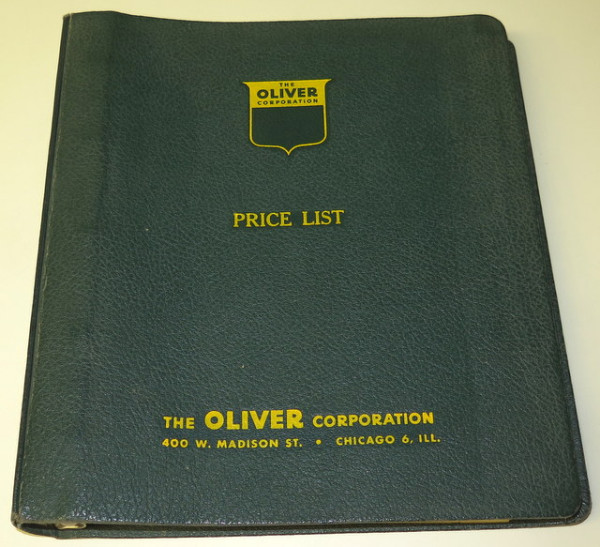 THE
OLIVER
CORPORATION
PRICE LIST
THE OLIVER CORPORATION
400 W. MADISON ST. • CHICAGO 6, ILL.